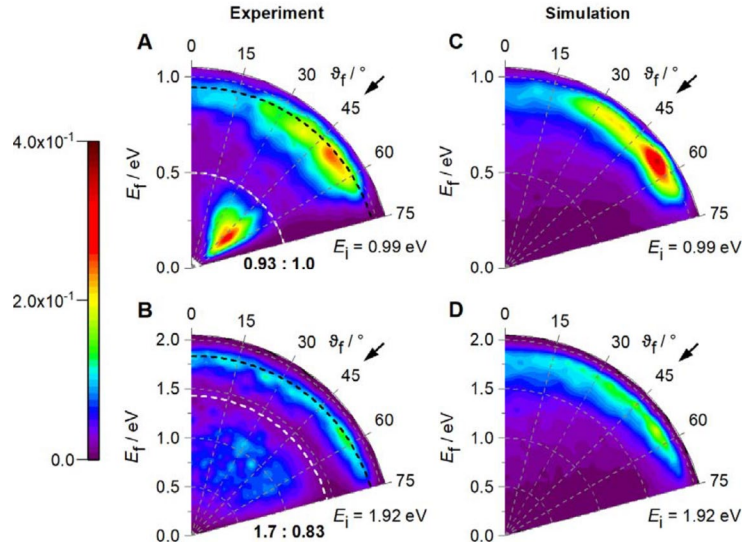 Experiment
Simulation
A
0
15
30
ϑf / °
45
60
75
1.0
0.5
0.0
Ef / eV
Ei = 0.99 eV
0.93 : 1.0
C
0
15
30
ϑf / °
45
60
75
1.0
0.5
0.0
Ef / eV
Ei = 0.99 eV
4.0x10⁻¹
2.0x10⁻¹
0.0
B
0
15
30
ϑf / °
45
60
75
2.0
1.5
1.0
0.5
0.0
Ef / eV
Ei = 1.92 eV
1.7 : 0.83
D
0
15
30
ϑf / °
45
60
75
2.0
1.5
1.0
0.5
0.0
Ef / eV
Ei = 1.92 eV